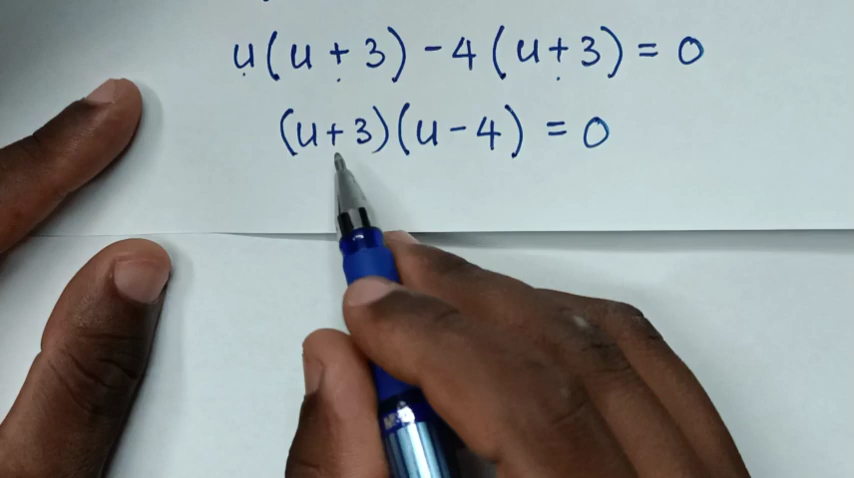 u(u + 3) - 4(u + 3) = 0
(u + 3)(u - 4) = 0